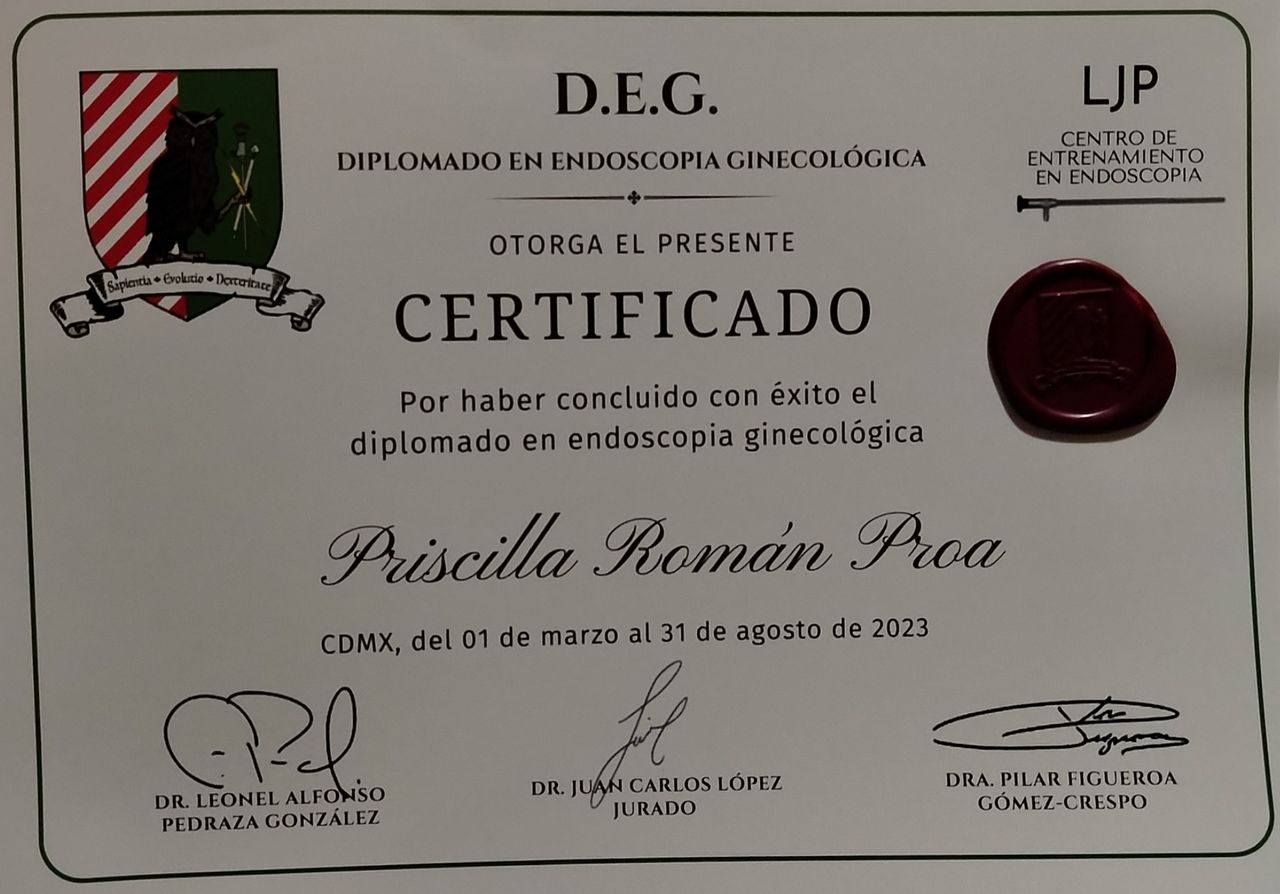 D.E.G.
DIPLOMADO EN ENDOSCOPIA GINECOLÓGICA
LJP
CENTRO DE
ENTRENAMIENTO
EN ENDOSCOPIA
Sapientia Evolutio Dexteritate
OTORGA EL PRESENTE
CERTIFICADO
Por haber concluido con éxito el
diplomado en endoscopia ginecológica
Priscilla Román Proa
CDMX, del 01 de marzo al 31 de agosto de 2023
DR. LEONEL ALFONSO
PEDRAZA GONZÁLEZ
DR. JUAN CARLOS LÓPEZ
JURADO
DRA. PILAR FIGUEROA
GÓMEZ-CRESPO